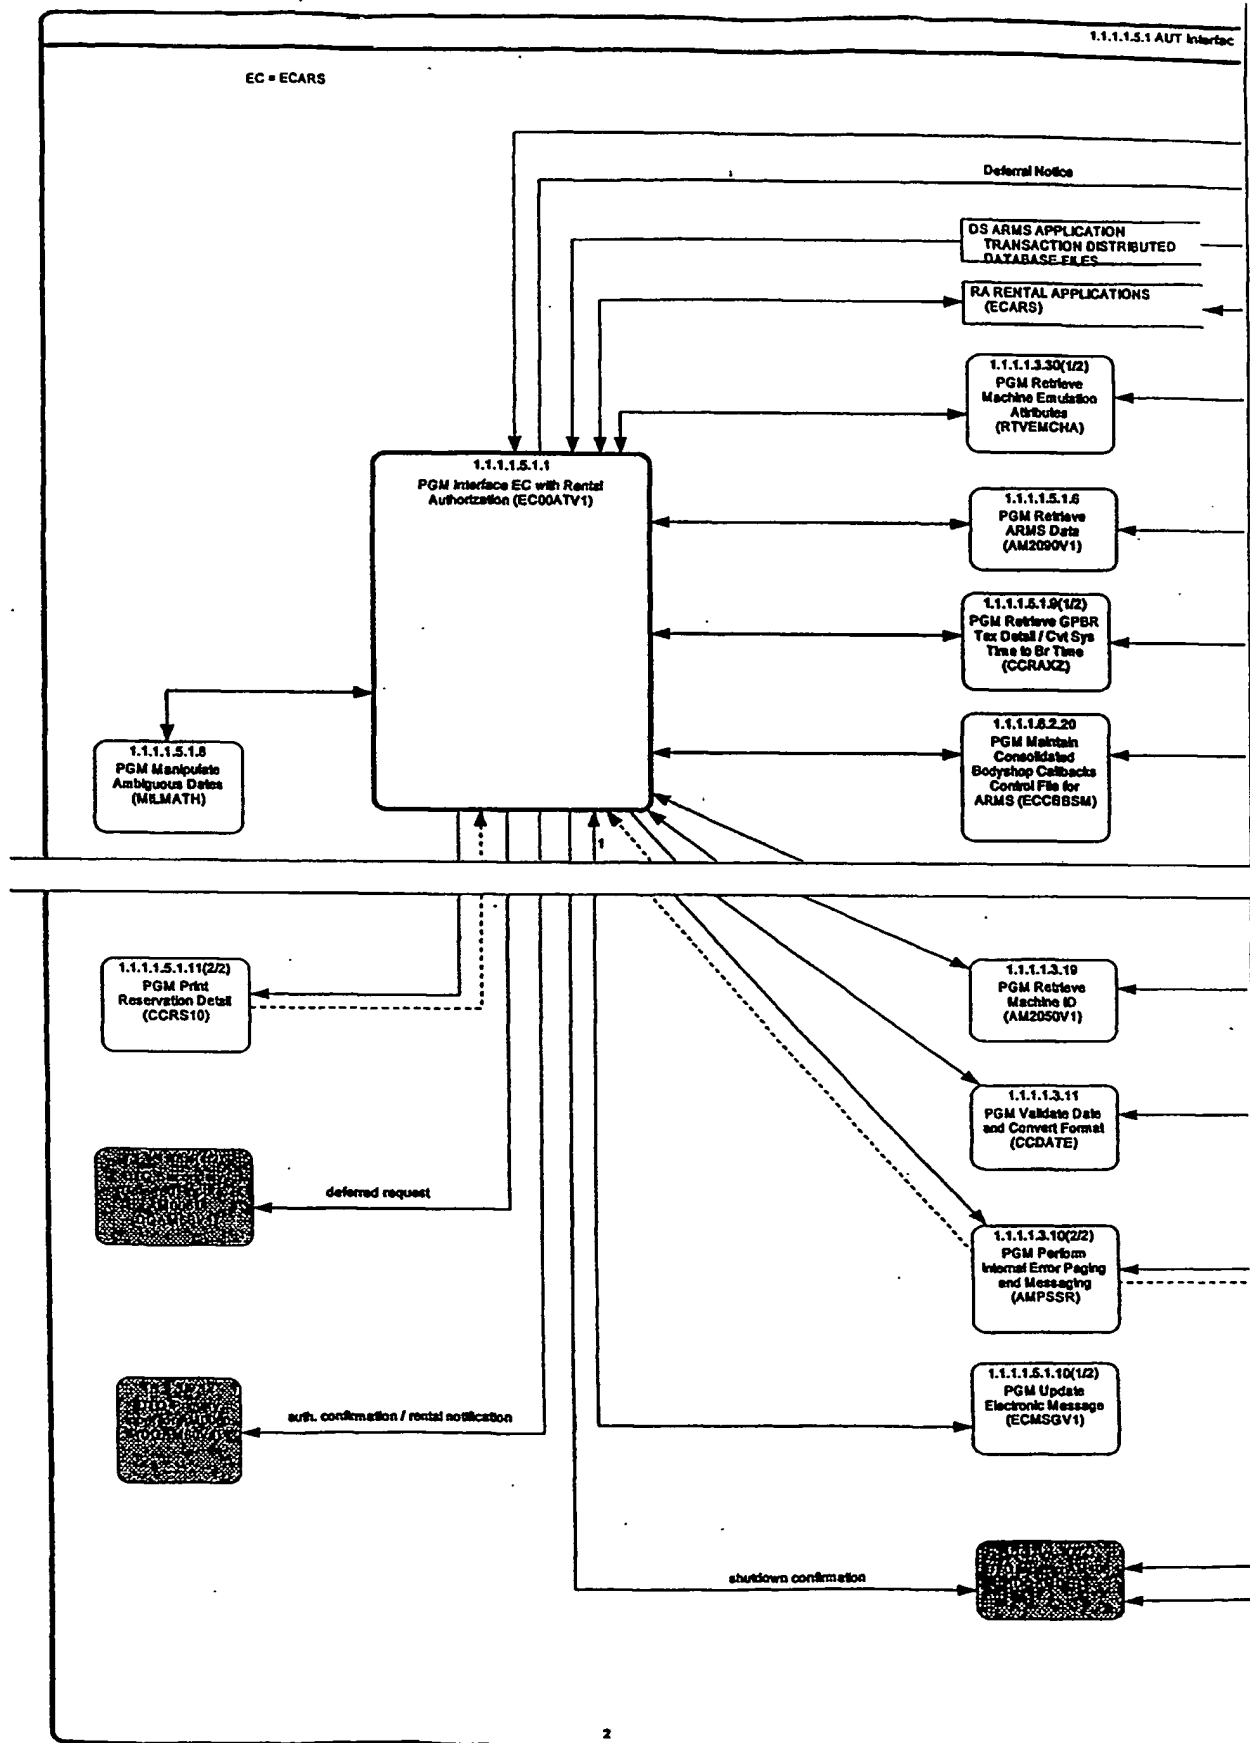 1.1.1.1.5.1 AUT Interfac
EC = ECARS
Deferral Notice
DS ARMS APPLICATION
TRANSACTION DISTRIBUTED
DATABASE FILES
RA RENTAL APPLICATIONS
(ECARS)
1.1.1.1.3.30(1/2)
PGM Retrieve
Machine Emulation
Attributes
(RTVEMCHA)
1.1.1.1.5.1.1
PGM Interface EC with Rental
Authorization (EC00ATV1)
1.1.1.1.5.1.6
PGM Retrieve
ARMS Data
(AM2090V1)
1.1.1.1.5.1.9(1/2)
PGM Retrieve GPBR
Tax Detail / Cvt Sys
Time to Br Time
(CCRAXZ)
1.1.1.1.5.1.8
PGM Manipulate
Ambiguous Dates
(MILMATH)
1.1.1.1.6.2.20
PGM Maintain
Consolidated
Bodyshop Callbacks
Control File for
ARMS (ECCBBSM)
1
1.1.1.1.5.1.11(2/2)
PGM Print
Reservation Detail
(CCRS10)
1.1.1.1.3.19
PGM Retrieve
Machine ID
(AM2050V1)
1.1.1.1.3.11
PGM Validate Date
and Convert Format
(CCDATE)
deferred request
1.1.1.1.3.10(2/2)
PGM Perform
Internal Error Paging
and Messaging
(AMPSSR)
1.1.1.1.5.1.10(1/2)
PGM Update
Electronic Message
(ECMSGV1)
auth. confirmation / rental notification
shutdown confirmation
2